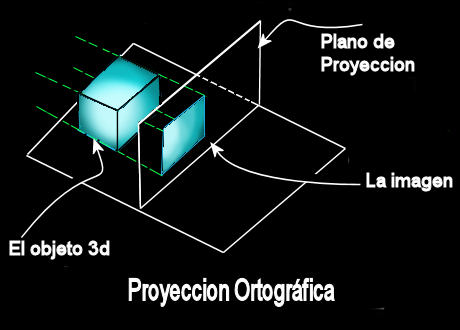 Plano de
Proyeccion
La imagen
El objeto 3d
Proyeccion Ortográfica